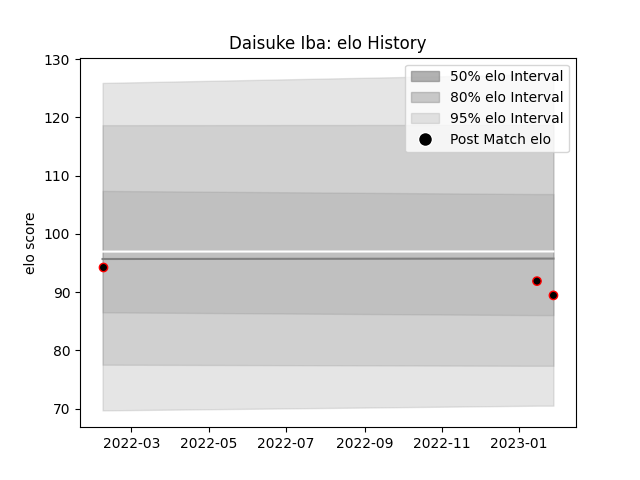 Daisuke Iba: elo History
50% elo Interval
80% elo Interval
95% elo Interval
Post Match elo
elo score
130
120
110
100
90
80
70
2022-03 2022-05 2022-07 2022-09 2022-11 2023-01